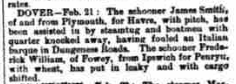 DOVER—Feb. 21: The schooner James Smith,
of and from Plymouth, for Havre, with pitch, has
been assisted in by steamtug and boatmen with
quarter knocked away, having fouled an Italian
barque in Dungeness Roads. The schooner Frede-
rick William, of Fowey, from Ipswich for Penryn,
with wheat, has put in leaky and with cargo
shifted.